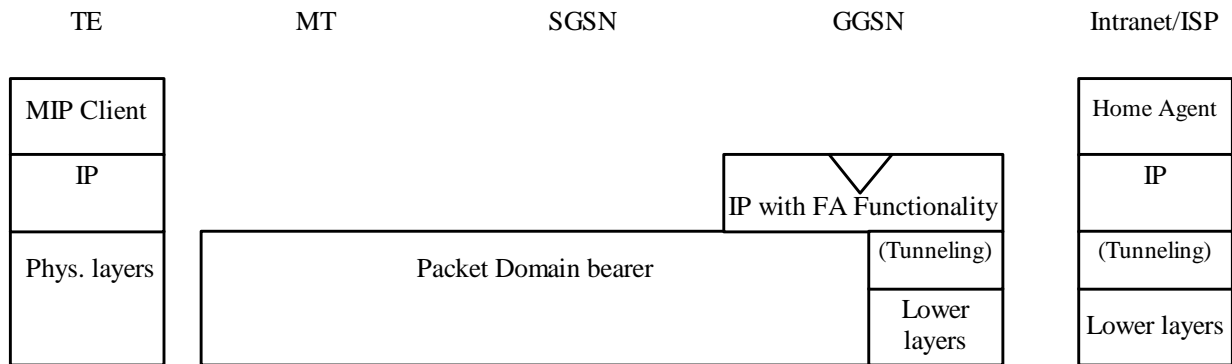 TE MT SGSN GGSN Intranet/ISP
MIP Client Home Agent
IP IP
IP with FA Functionality
Phys. layers Packet Domain bearer (Tunneling) (Tunneling)
Lower
layers Lower layers